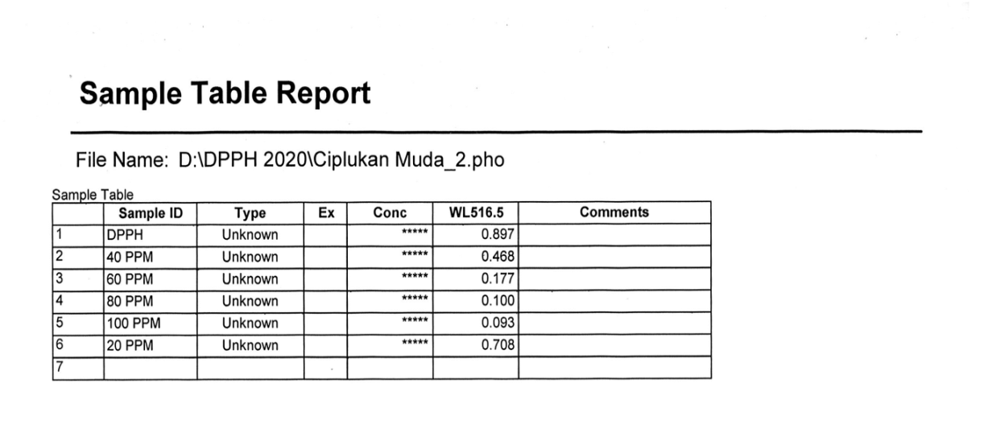 Sample Table Report
File Name: D:\DPPH 2020\Ciplukan Muda_2.pho
Sample Table
Sample ID Type Ex Conc WL516.5 Comments
1 DPPH Unknown ***** 0.897
2 40 PPM Unknown ***** 0.468
3 60 PPM Unknown ***** 0.177
4 80 PPM Unknown ***** 0.100
5 100 PPM Unknown ***** 0.093
6 20 PPM Unknown ***** 0.708
7